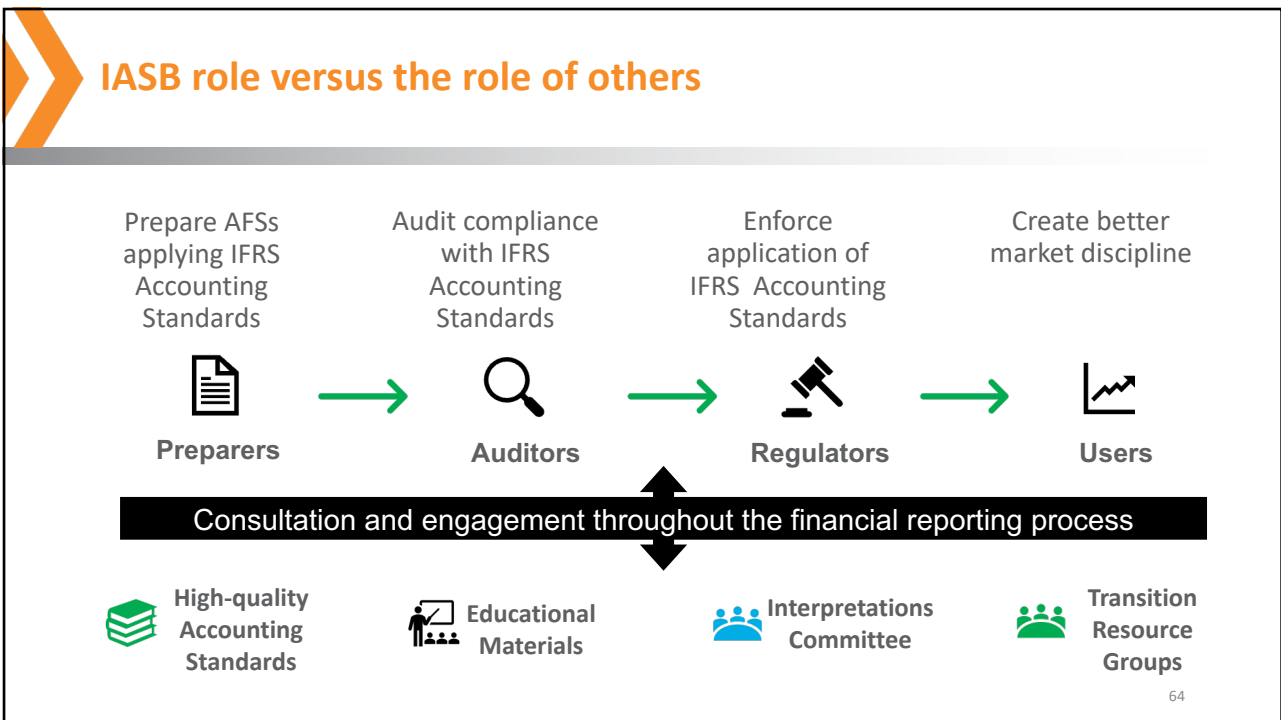 IASB role versus the role of others
Prepare AFSs
applying IFRS
Accounting
Standards
Audit compliance
with IFRS
Accounting
Standards
Enforce
application of
IFRS  Accounting
Standards
Create better
market discipline
Preparers
Auditors
Regulators
Users
Consultation and engagement throughout the financial reporting process
High-quality
Accounting
Standards
Educational
Materials
Interpretations
Committee
Transition
Resource
Groups
64